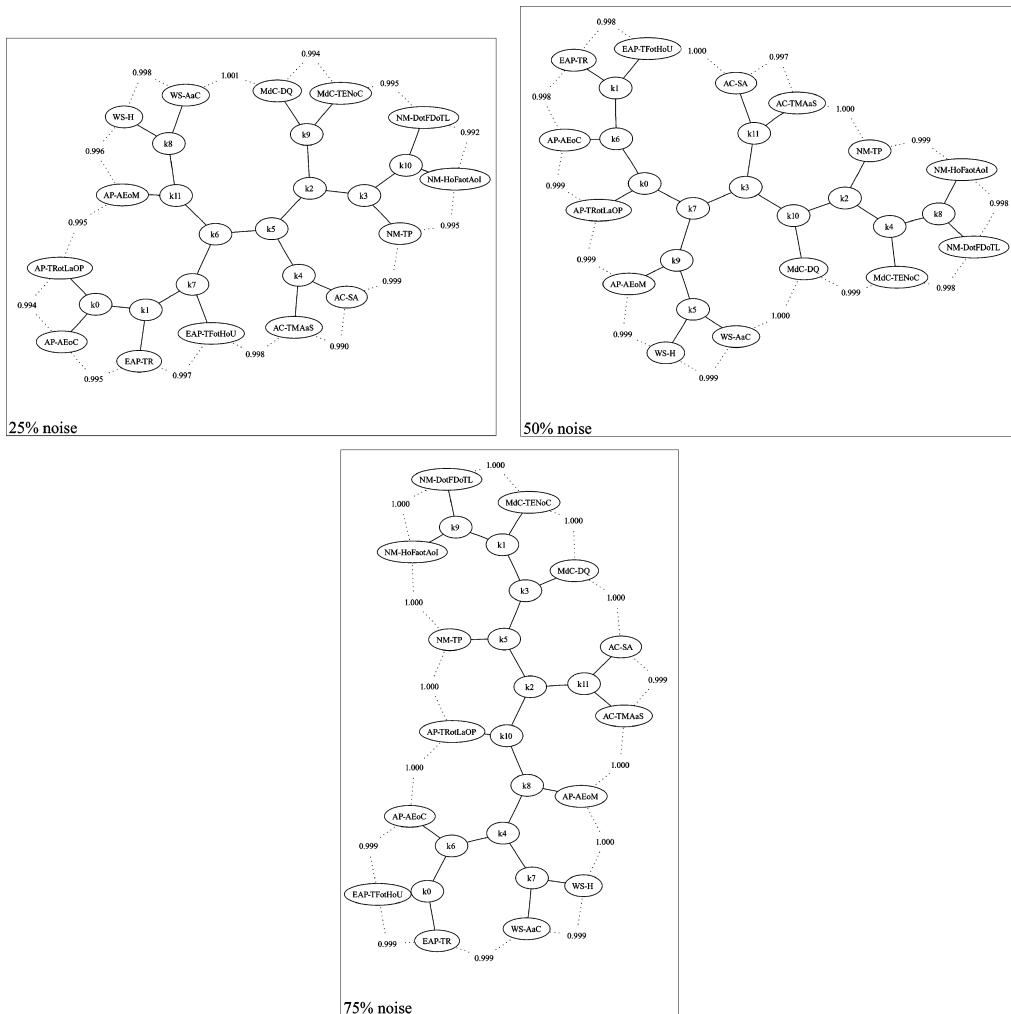 0.994
0.998
WS-AaC
1.001
MdC-DQ
MdC-TENoC
0.995
WS-H
NM-DotFDoTL
k9
0.992
k8
0.996
k10
NM-HoFaotAoI
AP-AEoM
k11
k2
k3
0.995
k6
k5
NM-TP
0.995
AP-TRotLaOP
k4
0.999
k7
AC-SA
0.994
k0
k1
AP-AEoC
EAP-TFotHoU
AC-TMAaS
0.990
EAP-TR
0.998
0.995
0.997
25% noise
0.998
EAP-TFotHoU
1.000
0.997
EAP-TR
AC-SA
k1
AC-TMAaS
0.998
1.000
AP-AEoC
k6
k11
0.999
NM-TP
NM-HoFaotAoI
0.999
k0
k3
k2
0.998
AP-TRotLaOP
k7
k10
k8
k4
NM-DotFDoTL
0.999
k9
MdC-DQ
MdC-TENoC
AP-AEoM
0.999
0.998
k5
1.000
0.999
WS-AaC
WS-H
0.999
50% noise
1.000
NM-DotFDoTL
MdC-TENoC
1.000
k9
1.000
NM-HoFaotAoI
k1
MdC-DQ
k3
1.000
1.000
NM-TP
k5
AC-SA
1.000
k2
k11
0.999
AC-TMAaS
AP-TRotLaOP
k10
1.000
1.000
k8
AP-AEoM
AP-AEoC
k4
0.999
k6
1.000
k7
WS-H
EAP-TFotHoU
k0
WS-AaC
0.999
0.999
EAP-TR
0.999
75% noise